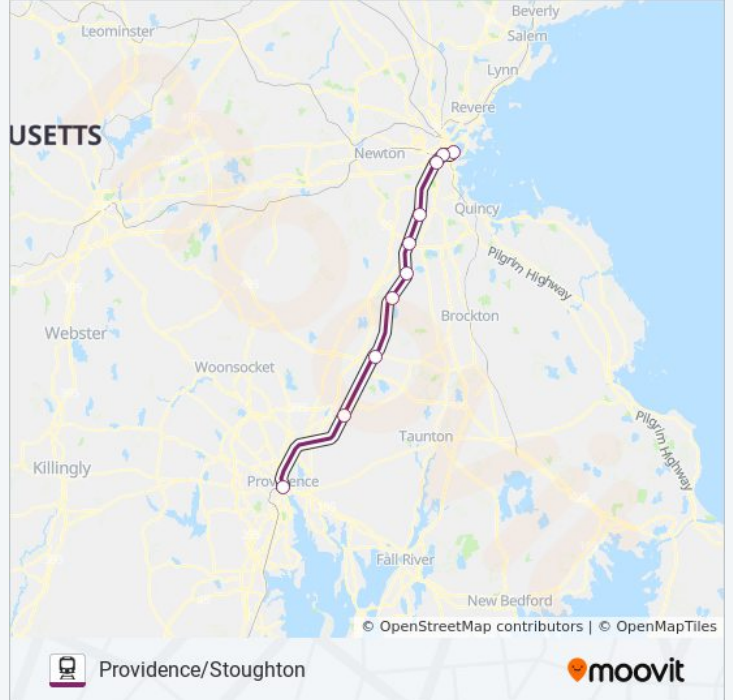 Beverly
Leominster
Salem
Lynn
Revere
USETTS
Newton
Quincy
Pilgrim Highway
Brockton
Webster
Woonsocket
Pilgrim Highway
Taunton
Killingly
Providence
Fall River
New Bedford
© OpenStreetMap contributors | © OpenMapTiles
Providence/Stoughton
moovit